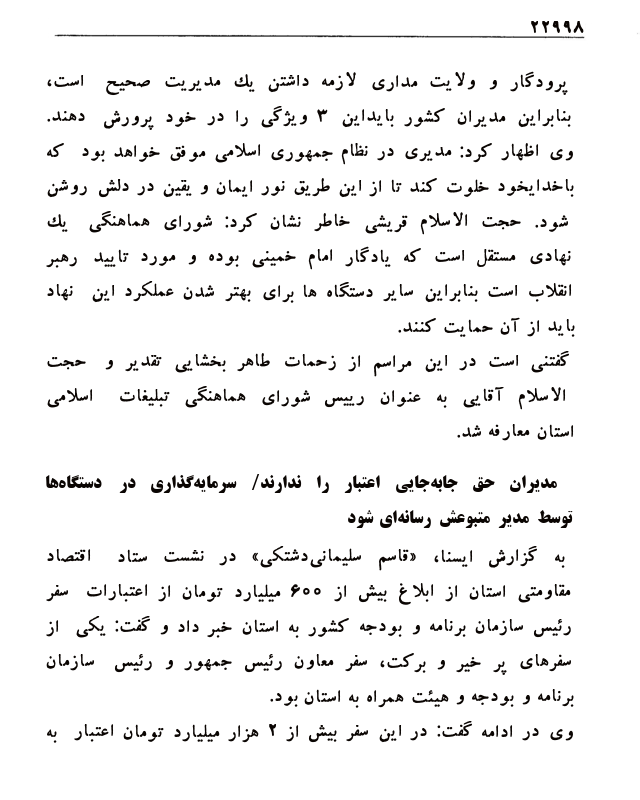 ۲۲۹۹۸
پرودگار و ولایت مداری لازمه داشتن یك مدیریت صحیح است،
بنابراین مدیران كشور بایداین ۳ ویژگی را در خود پرورش دهند.
وی اظهار كرد: مدیری در نظام جمهوری اسلامی موفق خواهد بود كه
باخدایخود خلوت كند تا از این طریق نور ایمان و یقین در دلش روشن
شود. حجت الاسلام قریشی خاطر نشان كرد: شورای هماهنگی یك
نهادی مستقل است كه یادگار امام خمینی بوده و مورد تایید رهبر
انقلاب است بنابراین سایر دستگاه ها برای بهتر شدن عملكرد این نهاد
باید از آن حمایت كنند.
گفتنی است در این مراسم از زحمات طاهر بخشایی تقدیر و حجت
الاسلام آقایی به عنوان رییس شورای هماهنگی تبلیغات اسلامی
استان معارفه شد.
مدیران حق جابه‌جایی اعتبار را ندارند/ سرمایه‌گذاری در دستگاه‌ها
توسط مدیر متبوعش رسانه‌ای شود
به گزارش ایسنا، «قاسم سلیمانی‌دشتکی» در نشست ستاد اقتصاد
مقاومتی استان از ابلاغ بیش از ۶۰۰ میلیارد تومان از اعتبارات سفر
رئیس سازمان برنامه و بودجه کشور به استان خبر داد و گفت: یکی از
سفرهای پر خیر و برکت، سفر معاون رئیس جمهور و رئیس سازمان
برنامه و بودجه و هیئت همراه به استان بود.
وی در ادامه گفت: در این سفر بیش از ۲ هزار میلیارد تومان اعتبار به